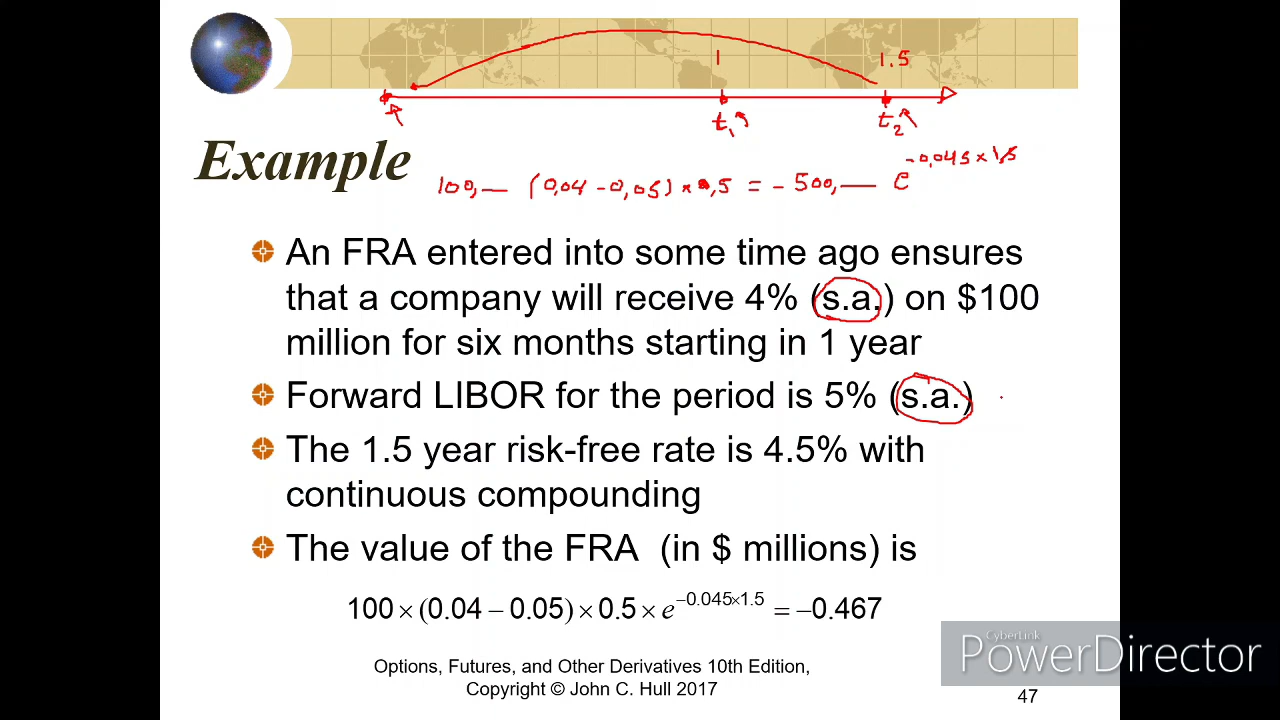 1 1.5
t₁ t₂
Example
100,— (0,04 - 0,05) × 0,5 = - 500,— e^-0,045×1,5
An FRA entered into some time ago ensures
that a company will receive 4% (s.a.) on $100
million for six months starting in 1 year
Forward LIBOR for the period is 5% (s.a.)
The 1.5 year risk-free rate is 4.5% with
continuous compounding
The value of the FRA (in $ millions) is
100×(0.04−0.05)×0.5×e^−0.045×1.5 = −0.467
Options, Futures, and Other Derivatives 10th Edition,
Copyright © John C. Hull 2017
47
CyberLink
PowerDirector